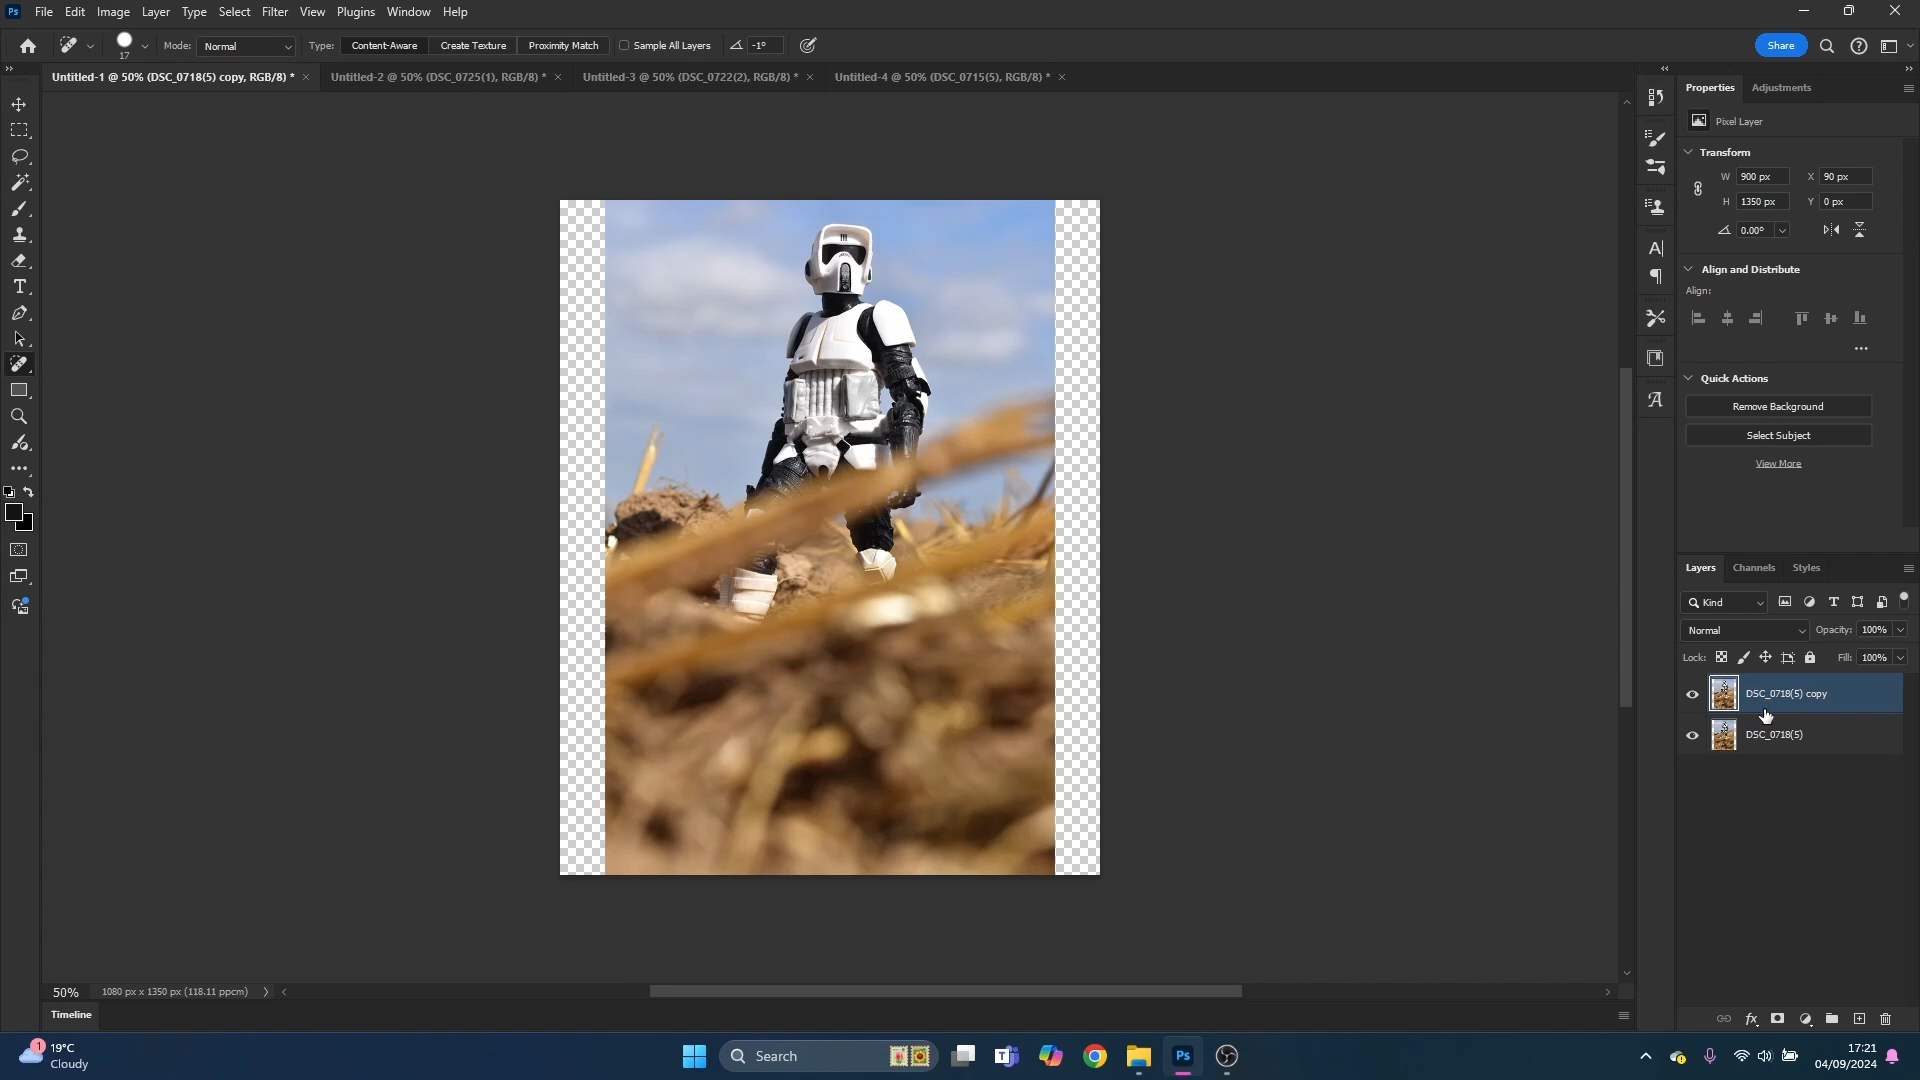 Ps File Edit Image Layer Type Select Filter View Plugins Window Help
17 Mode: Normal Type: Content-Aware Create Texture Proximity Match Sample All Layers -1° Share
Untitled-1 @ 50% (DSC_0718(5) copy, RGB/8) * × Untitled-2 @ 50% (DSC_0725(1), RGB/8) * × Untitled-3 @ 50% (DSC_0722(2), RGB/8) * × Untitled-4 @ 50% (DSC_0715(5), RGB/8) * ×
Properties Adjustments
Pixel Layer
Transform
W 900 px X 90 px
H 1350 px Y 0 px
0.00°
Align and Distribute
Align:
Quick Actions
Remove Background
Select Subject
View More
Layers Channels Styles
Kind
Normal Opacity: 100%
Lock: Fill: 100%
DSC_0718(5) copy
DSC_0718(5)
50% 1080 px x 1350 px (118.11 ppcm)
Timeline
1 19°C
Cloudy
Search
17:21
04/09/2024